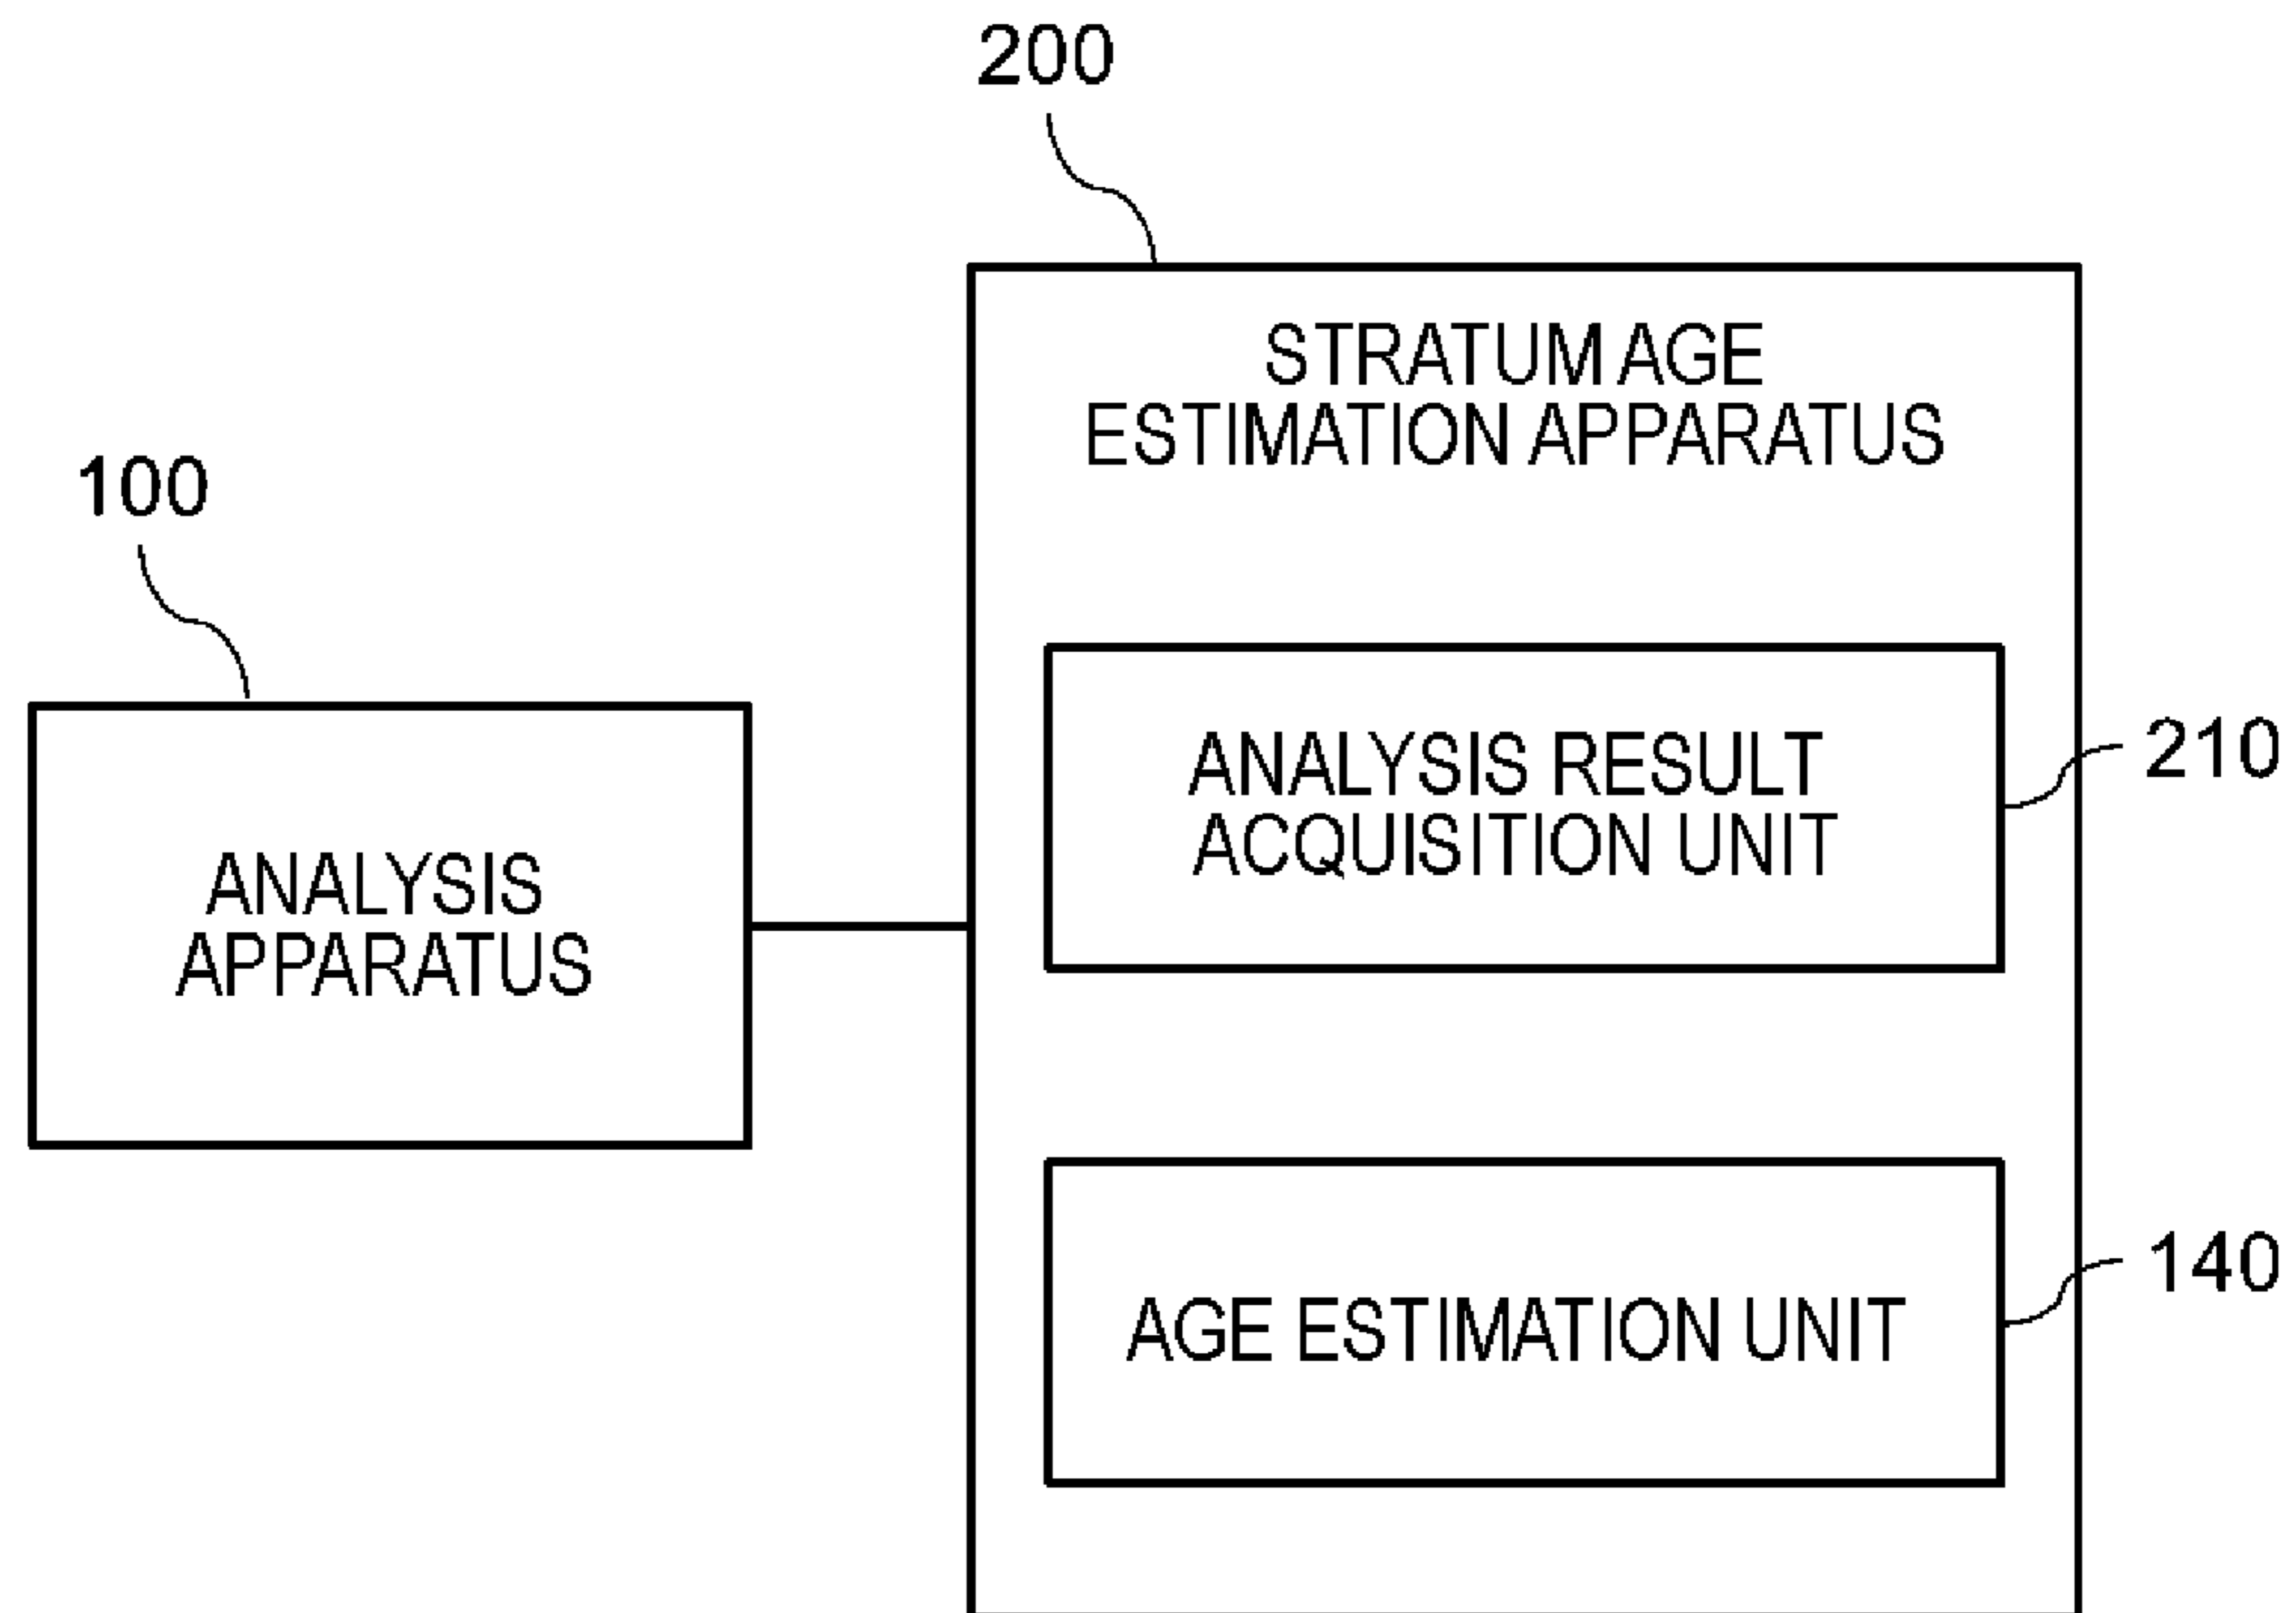 200
STRATUM AGE
ESTIMATION APPARATUS
100
ANALYSIS RESULT
ACQUISITION UNIT
210
ANALYSIS
APPARATUS
AGE ESTIMATION UNIT
140